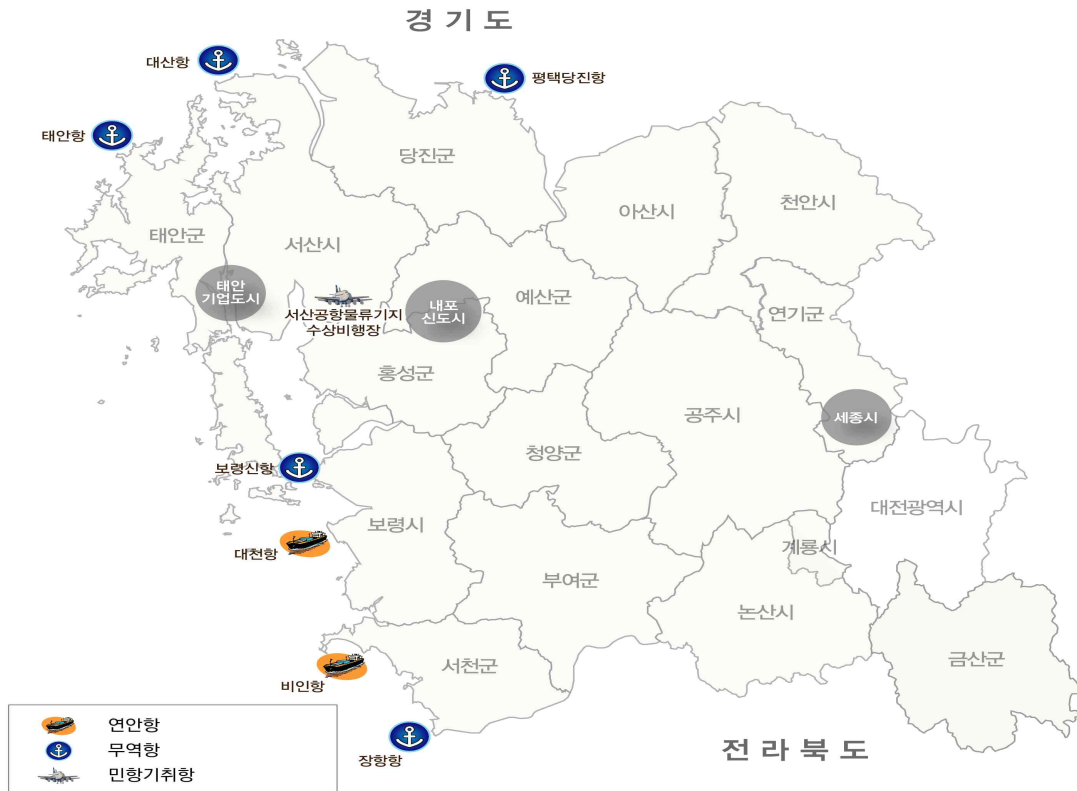 경기도
대산항
평택당진항
태안항
당진군
아산시
천안시
태안군
서산시
태안
기업도시
내포
신도시
예산군
연기군
서산공항물류기지
수상비행장
홍성군
공주시
세종시
청양군
보령신항
대전광역시
보령시
대천항
계룡시
부여군
논산시
서천군
금산군
비인항
장항항
전라북도
연안항
무역항
민항기취항